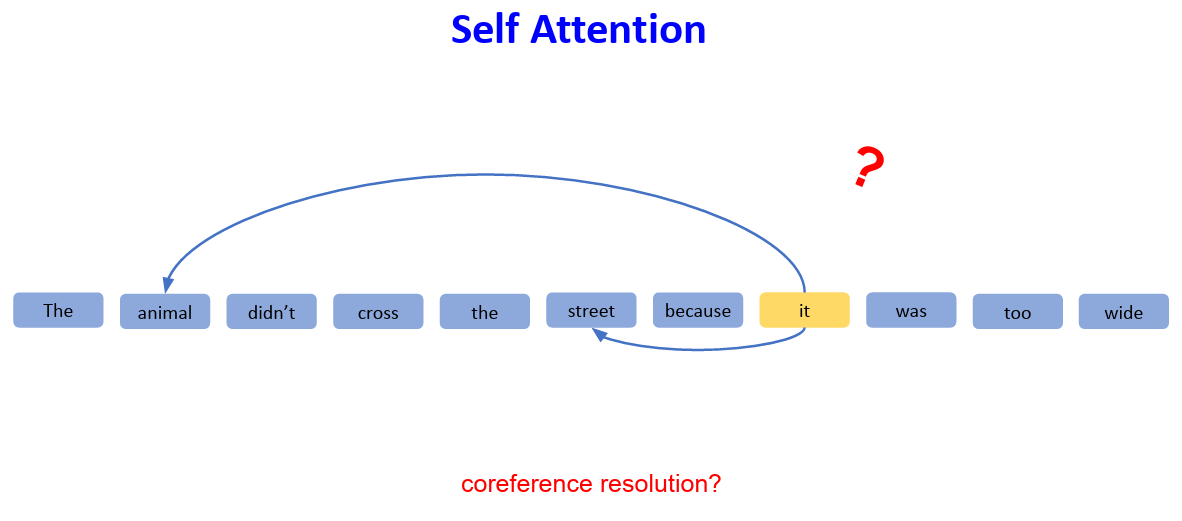 Self Attention
?
The animal didn’t cross the street because it was too wide
coreference resolution?